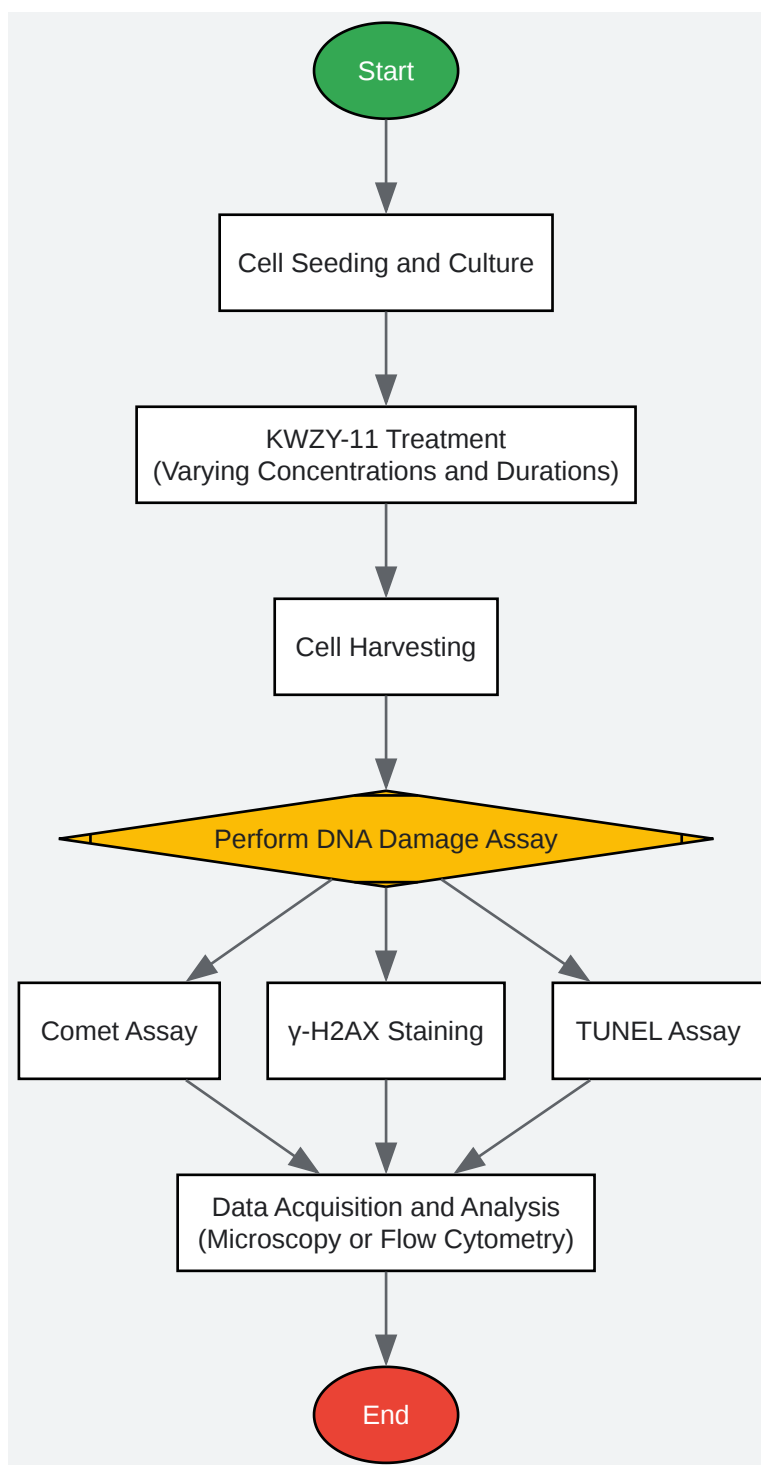 Start
Cell Seeding and Culture
KWZY-11 Treatment
(Varying Concentrations and Durations)
Cell Harvesting
Perform DNA Damage Assay
Comet Assay
γ-H2AX Staining
TUNEL Assay
Data Acquisition and Analysis
(Microscopy or Flow Cytometry)
End